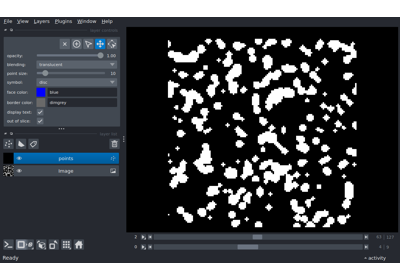 File View Layers Plugins Window Help
opacity: 1.00
blending: translucent
point size: 10
symbol: disc
face color: blue
border color: dimgrey
display text:
out of slice:
points
Image
2
0
Ready
activity